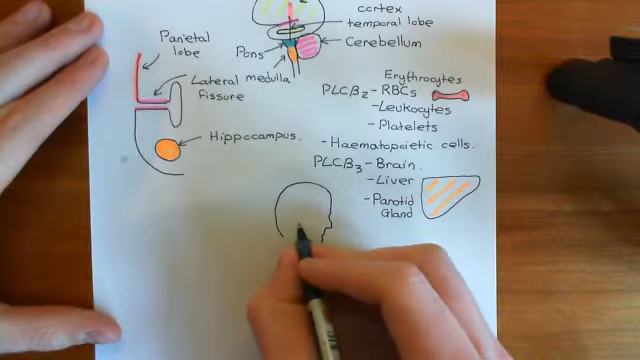 cortex
temporal lobe
Cerebellum
Pons
medulla
Parietal
lobe
Lateral
fissure
Hippocampus.
Erythrocytes
PLCβ2 - RBCs
- Leukocytes
- Platelets
- Haematopoietic cells.
PLCβ3 - Brain.
- Liver
- Parotid
Gland